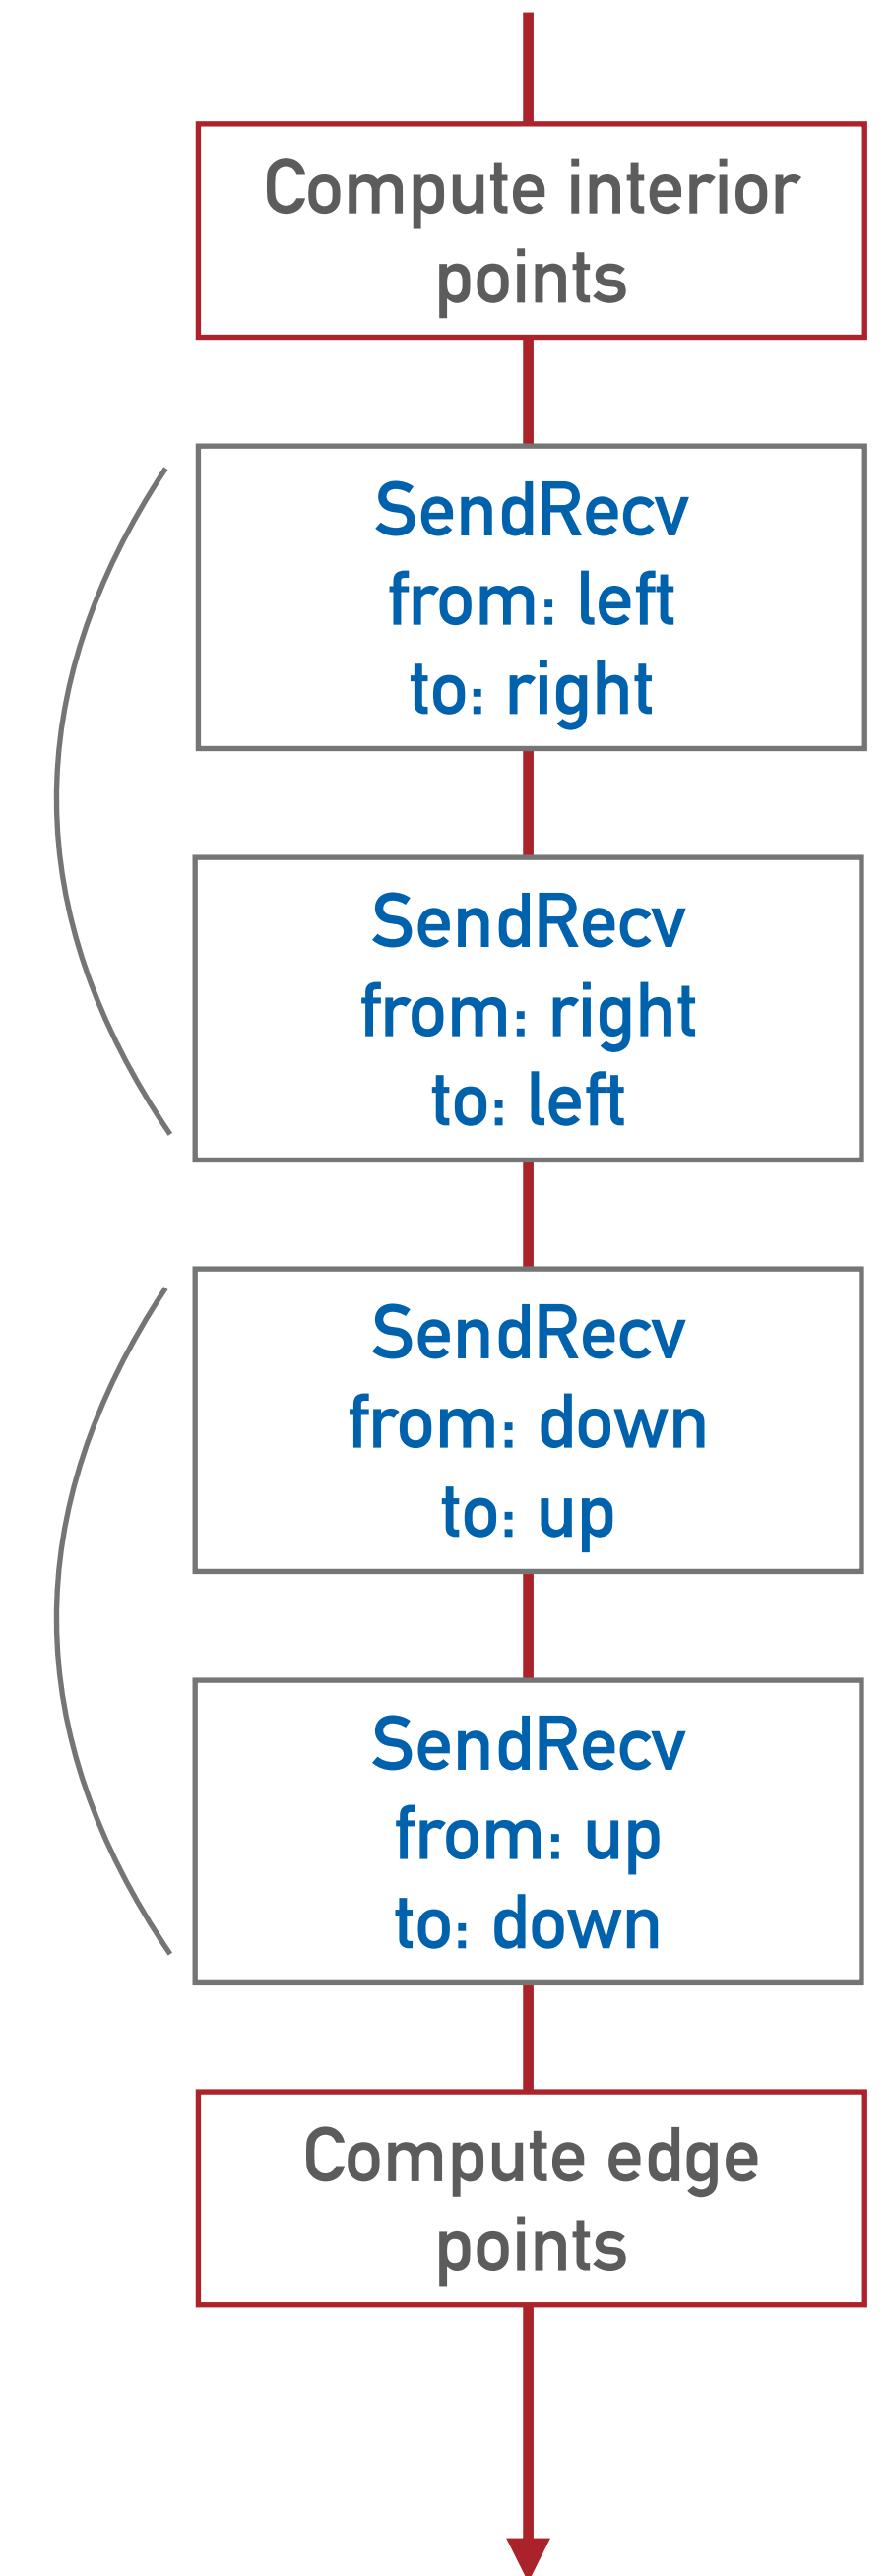 Compute interior
points
SendRecv
from: left
to: right
SendRecv
from: right
to: left
SendRecv
from: down
to: up
SendRecv
from: up
to: down
Compute edge
points